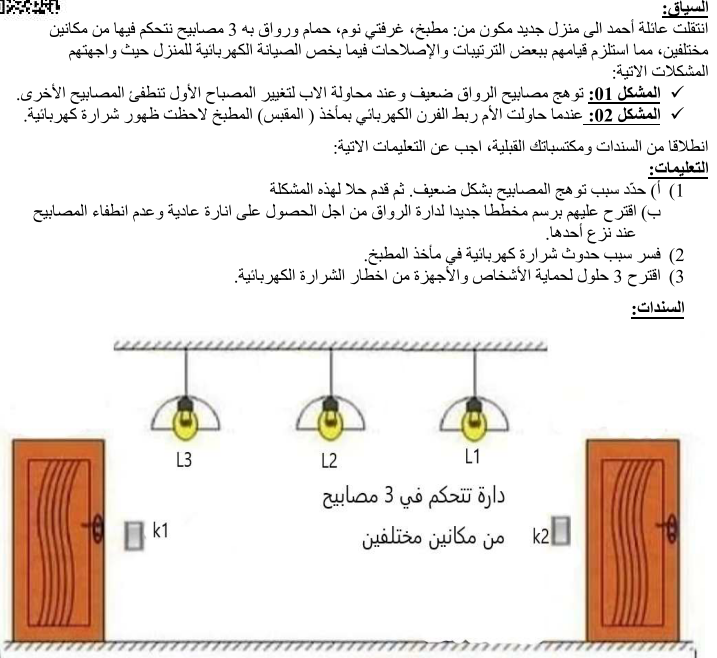 السياق:
انتقلت عائلة أحمد الى منزل جديد مكون من: مطبخ، غرفتي نوم، حمام ورواق به 3 مصابيح نتحكم فيها من مكانين
مختلفين، مما استلزم قيامهم ببعض الترتيبات والإصلاحات فيما يخص الصيانة الكهربائية للمنزل حيث واجهتهم
المشكلات الاتية:
✓ المشكل 01: توهج مصابيح الرواق ضعيف وعند محاولة الاب لتغيير المصباح الأول تنطفئ المصابيح الأخرى.
✓ المشكل 02: عندما حاولت الأم ربط الفرن الكهربائي بمأخذ ( المقبس) المطبخ لاحظت ظهور شرارة كهربائية.
انطلاقا من السندات ومكتسباتك القبلية، اجب عن التعليمات الاتية:
التعليمات:
1) أ) حدّد سبب توهج المصابيح بشكل ضعيف. ثم قدم حلا لهذه المشكلة
ب) اقترح عليهم برسم مخططا جديدا لدارة الرواق من اجل الحصول على انارة عادية وعدم انطفاء المصابيح
عند نزع أحدها.
2) فسر سبب حدوث شرارة كهربائية في مأخذ المطبخ.
3) اقترح 3 حلول لحماية الأشخاص والأجهزة من اخطار الشرارة الكهربائية.
السندات:
L3 L2 L1
دارة تتحكم في 3 مصابيح
من مكانين مختلفين
k1 k2